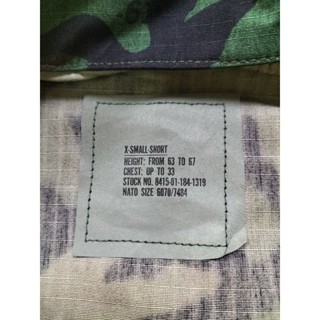 X-SMALL-SHORT
HEIGHT: FROM 63 TO 67
CHEST: UP TO 33
STOCK NO. 8415-01-184-1319
NATO SIZE 6070/7484